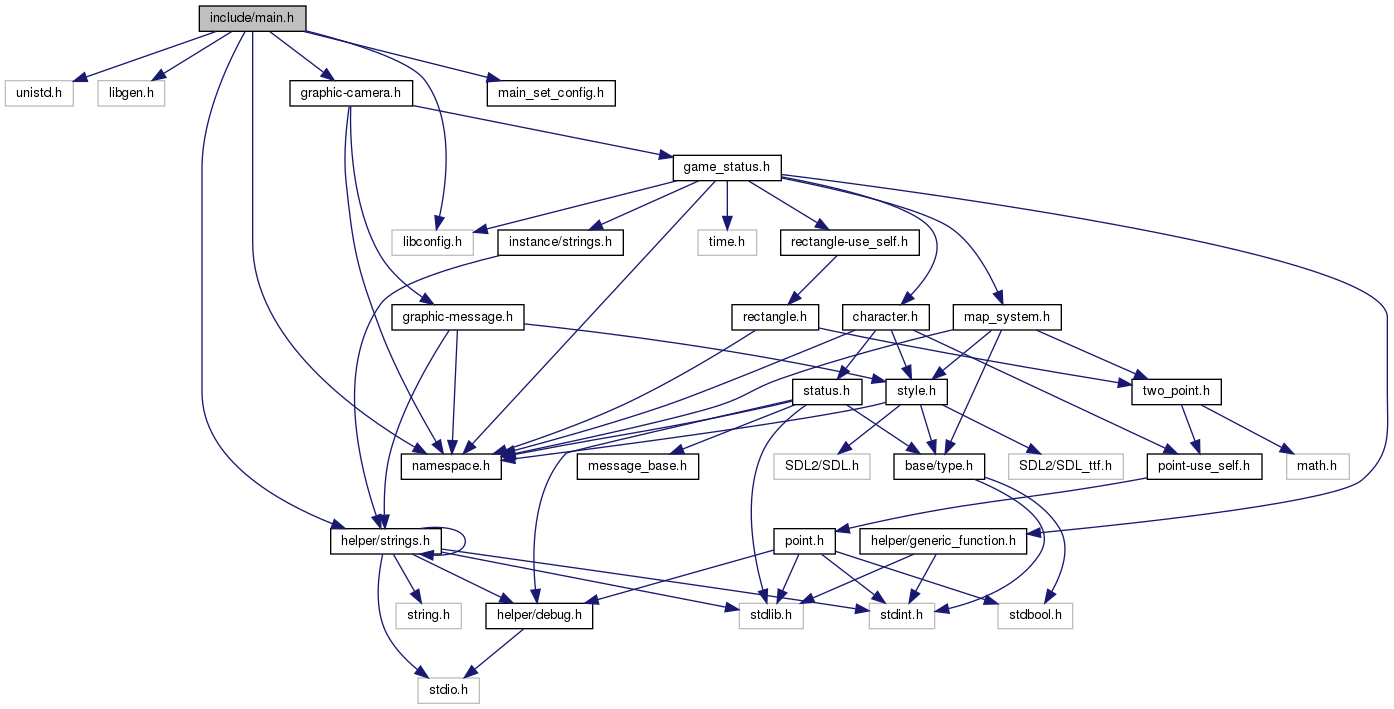 include/main.h
unistd.h
libgen.h
graphic-camera.h
main_set_config.h
game_status.h
libconfig.h
instance/strings.h
time.h
rectangle-use_self.h
graphic-message.h
rectangle.h
character.h
map_system.h
status.h
style.h
two_point.h
namespace.h
message_base.h
SDL2/SDL.h
base/type.h
SDL2/SDL_ttf.h
point-use_self.h
math.h
helper/strings.h
point.h
helper/generic_function.h
string.h
helper/debug.h
stdlib.h
stdint.h
stdbool.h
stdio.h